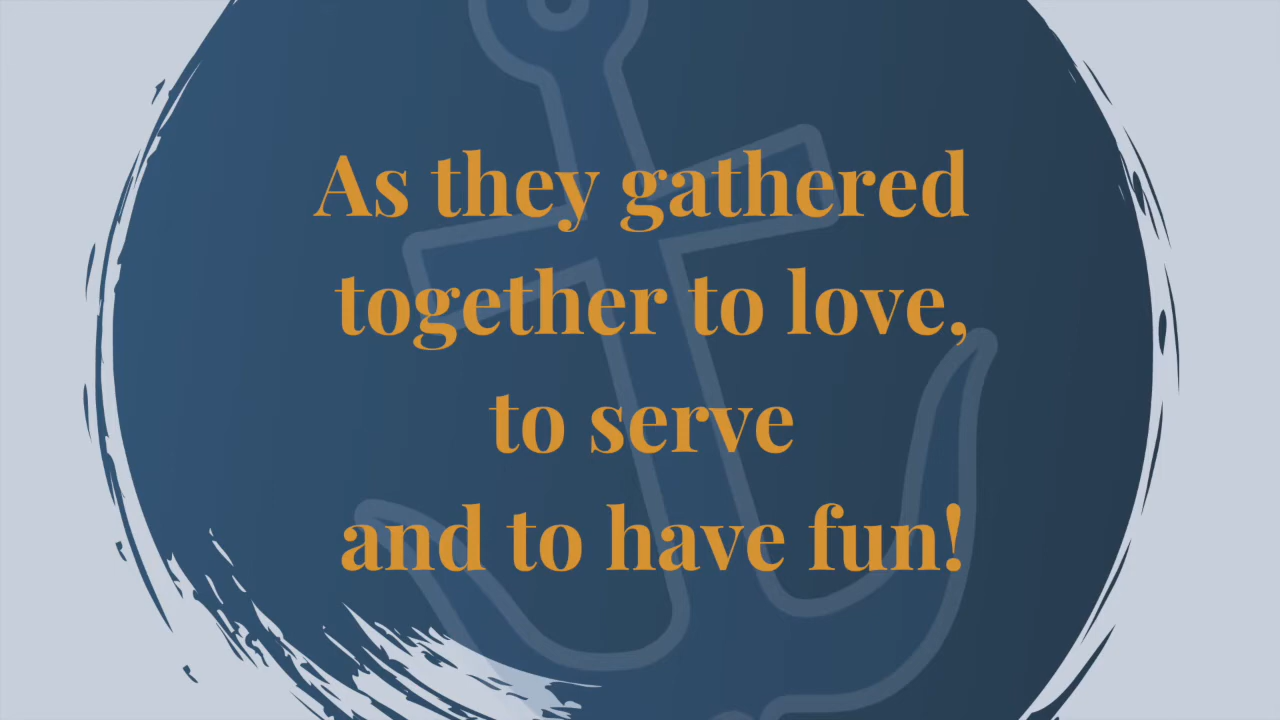 As they gathered
together to love,
to serve
and to have fun!